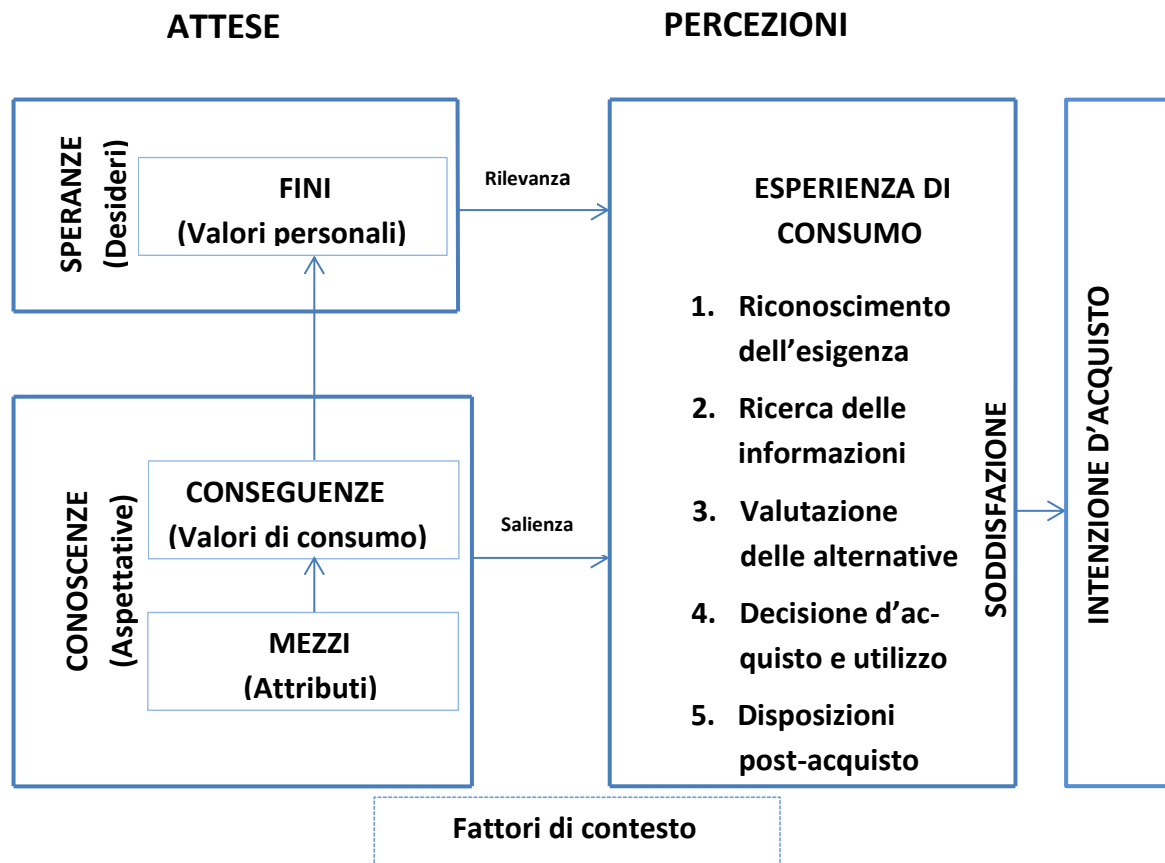 ATTESE
PERCEZIONI
SPERANZE
(Desideri)
FINI
(Valori personali)
Rilevanza
CONOSCENZE
(Aspettative)
CONSEGUENZE
(Valori di consumo)
MEZZI
(Attributi)
Salienza
ESPERIENZA DI
CONSUMO
1. Riconoscimento
dell’esigenza
2. Ricerca delle
informazioni
3. Valutazione
delle alternative
4. Decisione d’ac-
quisto e utilizzo
5. Disposizioni
post-acquisto
SODDISFAZIONE
INTENZIONE D’ACQUISTO
Fattori di contesto